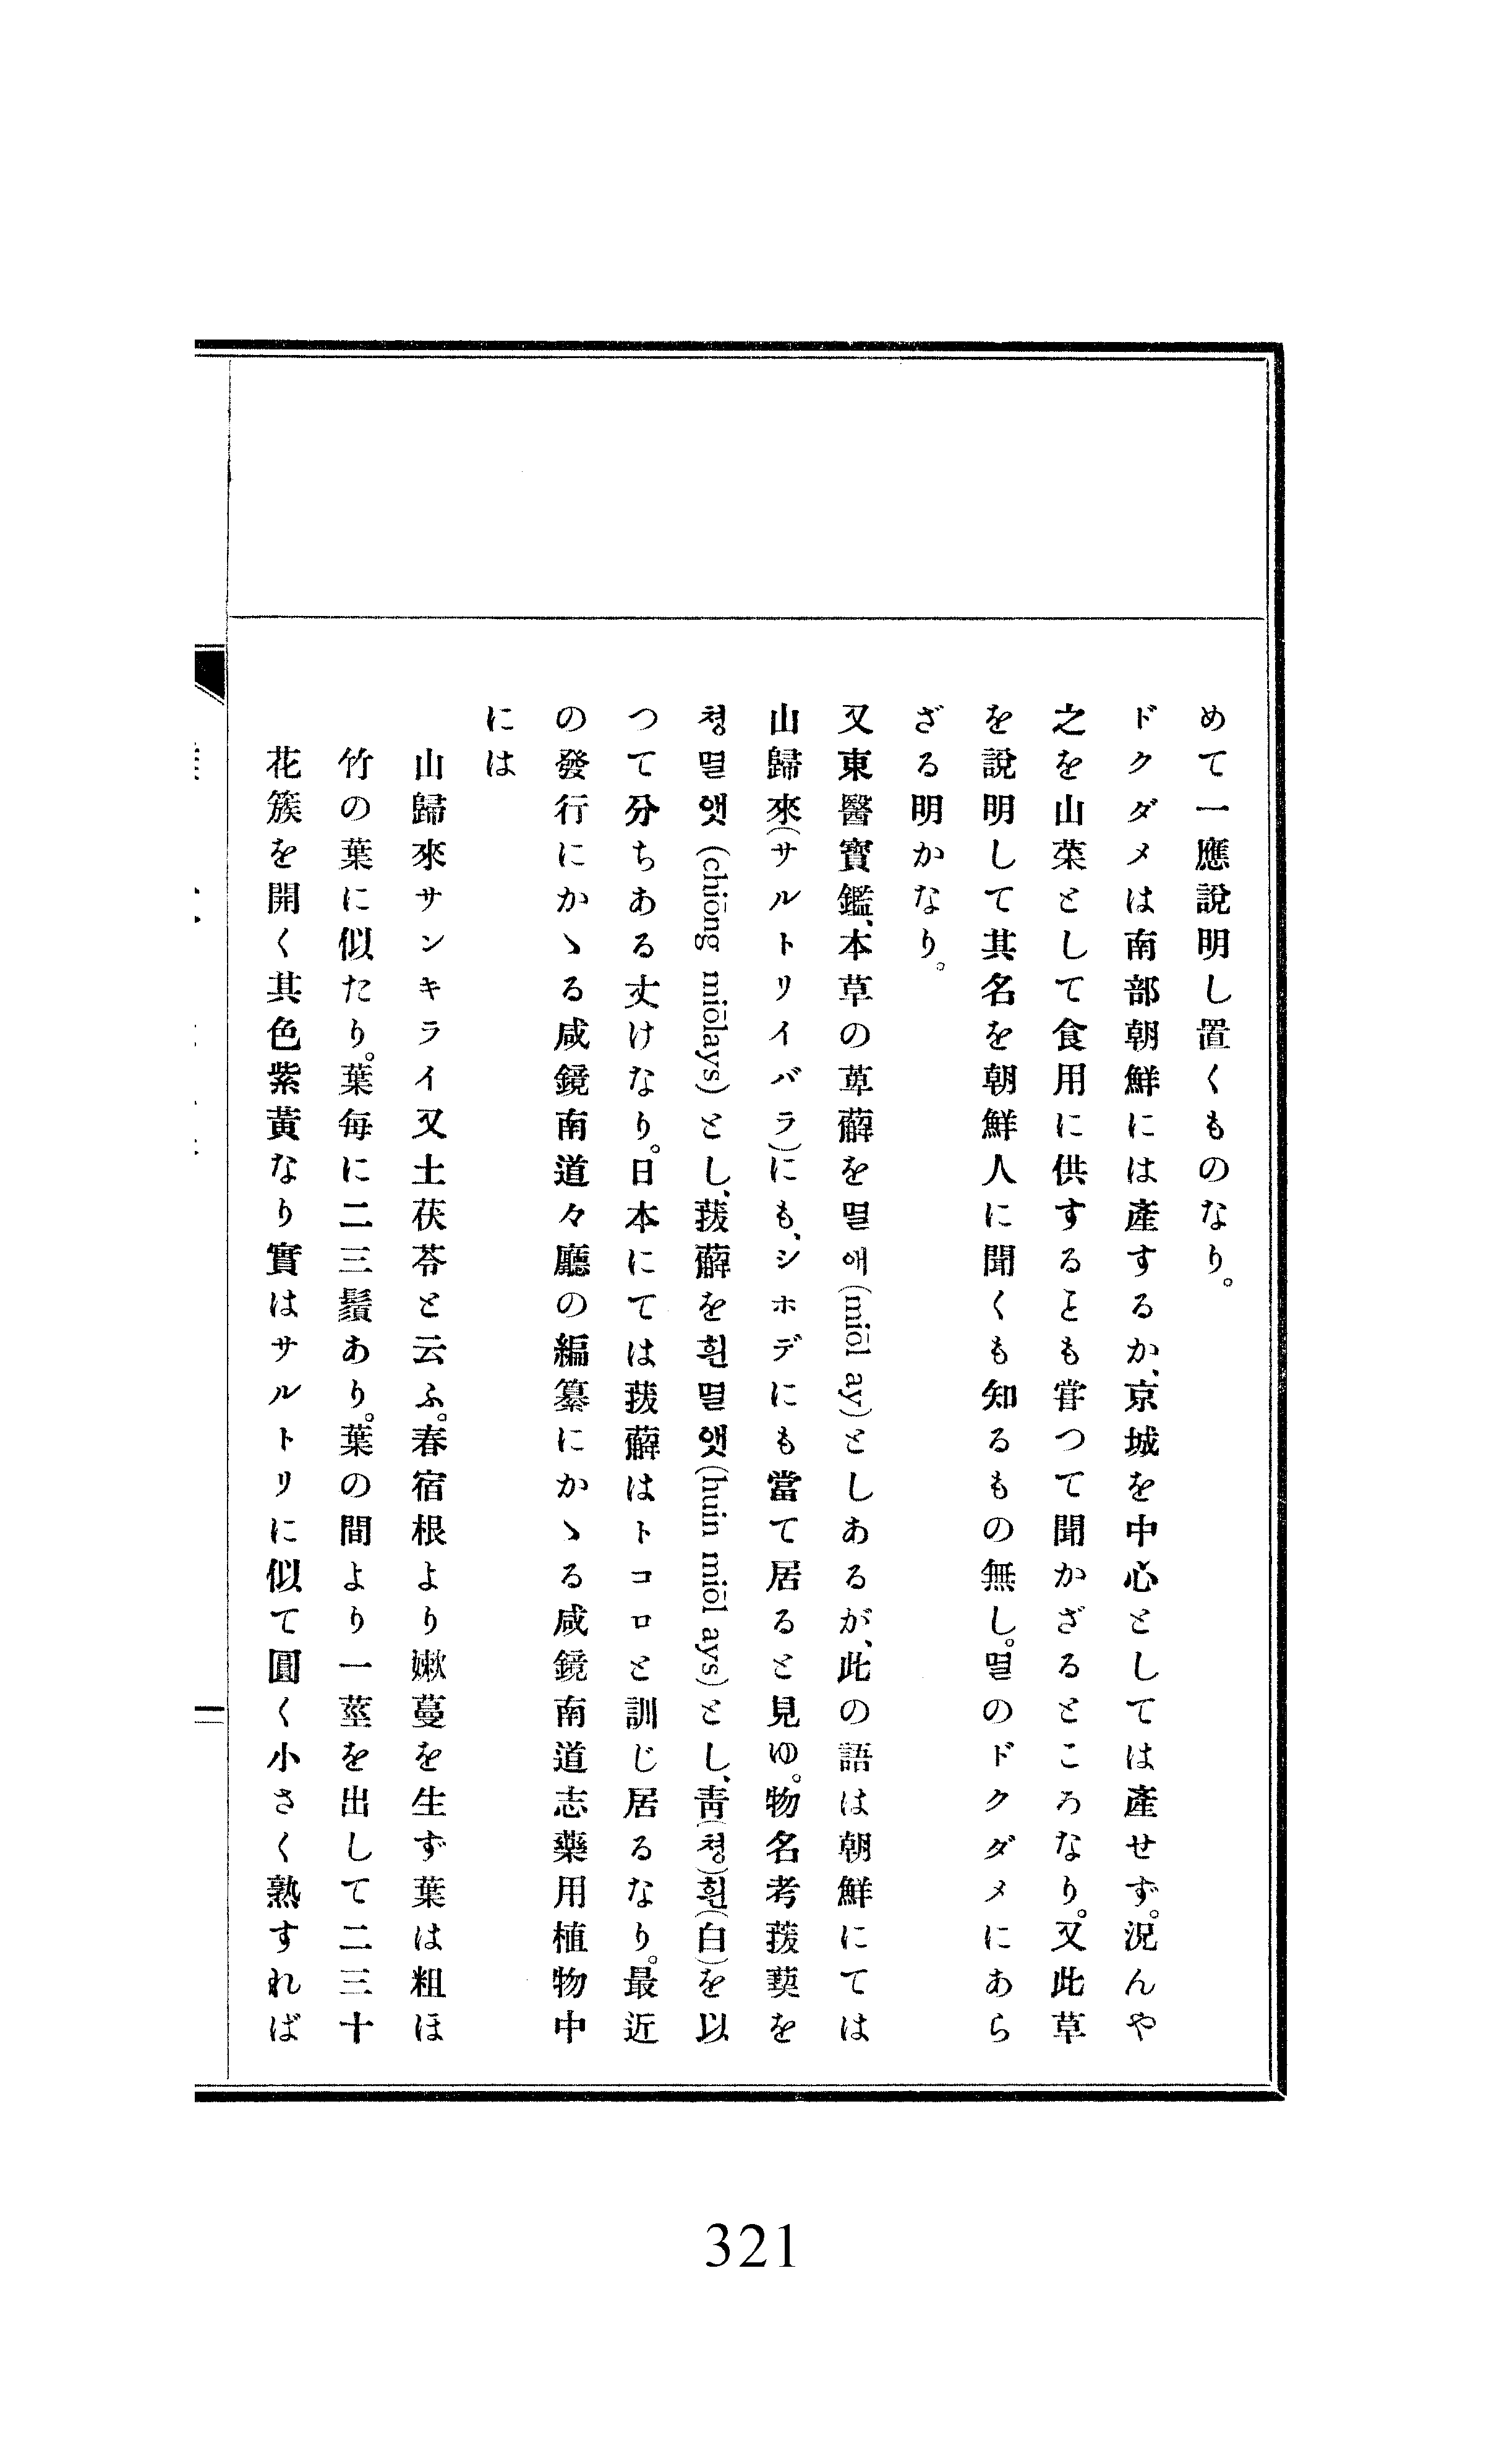 めて一應說明し置くものなり。
ドクダメは南部朝鮮には產するか、京城を中心としては產せず。況んや
之を山菜として食用に供するとも甞つて聞かざるところなり。又此草
を說明して其名を朝鮮人に聞くも知るもの無し。멸のドクダメにあら
ざる明かなり。
又東醫寶鑑、本草の萆薢を멸애(miōl ay)としあるが、此の語は朝鮮にては
山歸來(サルトリイバラ)にも、シホデにも當て居ると見ゆ。物名考菝葜を
청멸앳(chiōng miōlays)とし、菝薢を흰멸앳(huin miōl ays)とし、靑(청)흰(白)を以
つて分ちある丈けなり。日本にては菝薢はトコロと訓じ居るなり。最近
の發行にかゝる咸鏡南道々廳の編纂にかゝる咸鏡南道志藥用植物中
には
山歸來サンキライ又土茯苓と云ふ。春宿根より嫰蔓を生ず葉は粗ほ
竹の葉に似たり。葉每に二三鬚あり。葉の間より一莖を出して二三十
花簇を開く其色紫黃なり實はサルトリに似て圓く小さく熟すれば
321